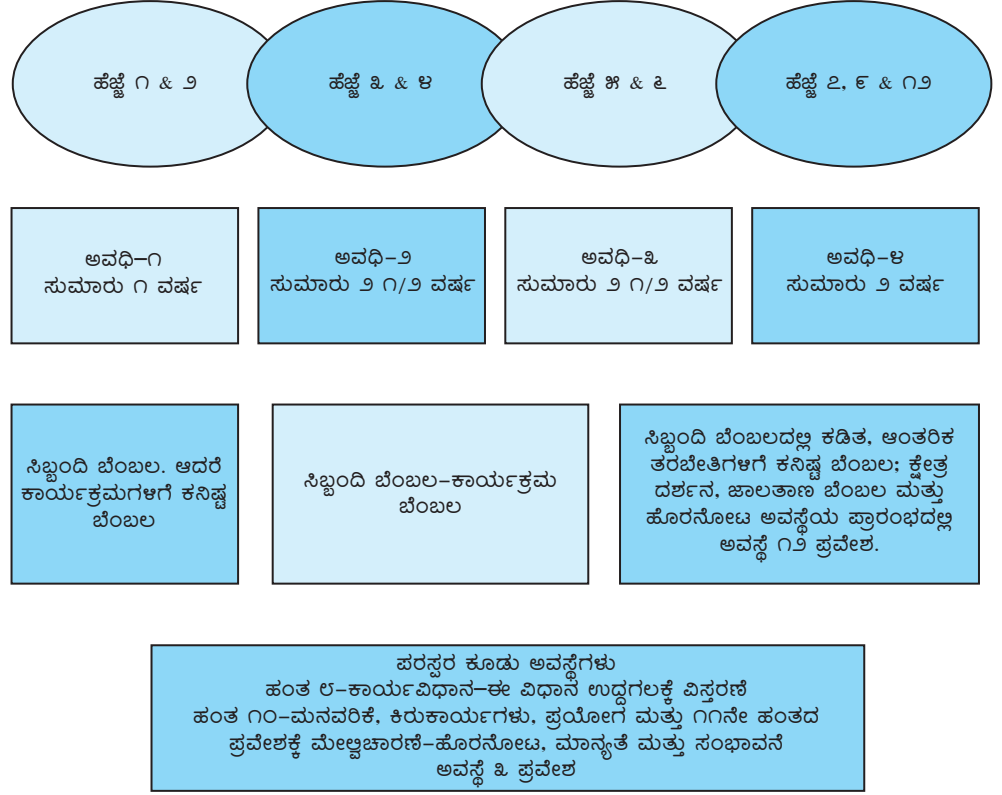 ಹೆಜ್ಜೆ ೧ & ೨
ಹೆಜ್ಜೆ ೩ & ೪
ಹೆಜ್ಜೆ ೫ & ೬
ಹೆಜ್ಜೆ ೭, ೯ & ೧೨
ಅವಧಿ–೧
ಸುಮಾರು ೧ ವರ್ಷ
ಅವಧಿ-೨
ಸುಮಾರು ೨ ೧/೨ ವರ್ಷ
ಅವಧಿ-೩
ಸುಮಾರು ೨ ೧/೨ ವರ್ಷ
ಅವಧಿ-೪
ಸುಮಾರು ೨ ವರ್ಷ
ಸಿಬ್ಬಂದಿ ಬೆಂಬಲ. ಆದರೆ
ಕಾರ್ಯಕ್ರಮಗಳಿಗೆ ಕನಿಷ್ಟ
ಬೆಂಬಲ
ಸಿಬ್ಬಂದಿ ಬೆಂಬಲ-ಕಾರ್ಯಕ್ರಮ
ಬೆಂಬಲ
ಸಿಬ್ಬಂದಿ ಬೆಂಬಲದಲ್ಲಿ ಕಡಿತ, ಆಂತರಿಕ
ತರಬೇತಿಗಳಿಗೆ ಕನಿಷ್ಟ ಬೆಂಬಲ; ಕ್ಷೇತ್ರ
ದರ್ಶನ, ಜಾಲತಾಣ ಬೆಂಬಲ ಮತ್ತು
ಹೊರನೋಟ ಅವಸ್ಥೆಯ ಪ್ರಾರಂಭದಲ್ಲಿ
ಅವಸ್ಥೆ ೧೨ ಪ್ರವೇಶ.
ಪರಸ್ಪರ ಕೂಡು ಅವಸ್ಥೆಗಳು
ಹಂತ ೮-ಕಾರ್ಯವಿಧಾನ–ಈ ವಿಧಾನ ಉದ್ದಗಲಕ್ಕೆ ವಿಸ್ತರಣೆ
ಹಂತ ೧೦-ಮನವರಿಕೆ, ಕಿರುಕಾರ್ಯಗಳು, ಪ್ರಯೋಗ ಮತ್ತು ೧೧ನೇ ಹಂತದ
ಪ್ರವೇಶಕ್ಕೆ ಮೇಲ್ವಿಚಾರಣೆ-ಹೊರನೋಟ, ಮಾನ್ಯತೆ ಮತ್ತು ಸಂಭಾವನೆ
ಅವಸ್ಥೆ ೩ ಪ್ರವೇಶ